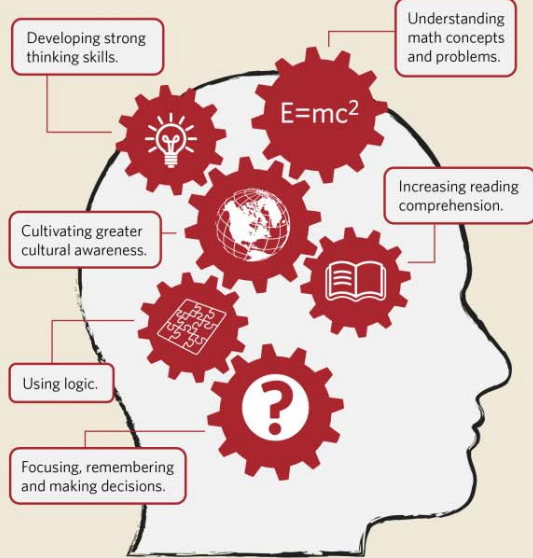 Developing strong
thinking skills.
Understanding
math concepts
and problems.
E=mc²
Increasing reading
comprehension.
Cultivating greater
cultural awareness.
Using logic.
?
Focusing, remembering
and making decisions.